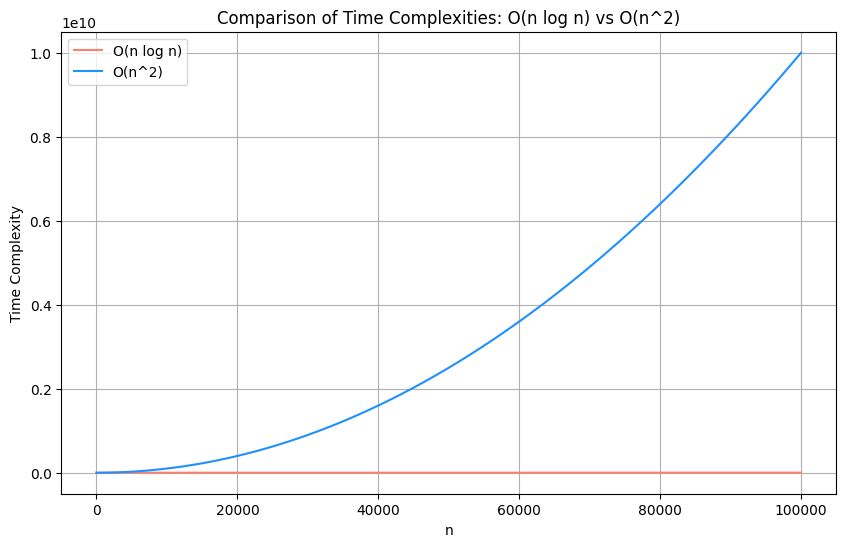 Comparison of Time Complexities: O(n log n) vs O(n^2)
1e10
O(n log n)
O(n^2)
1.0
0.8
0.6
0.4
0.2
0.0
Time Complexity
0 20000 40000 60000 80000 100000
n